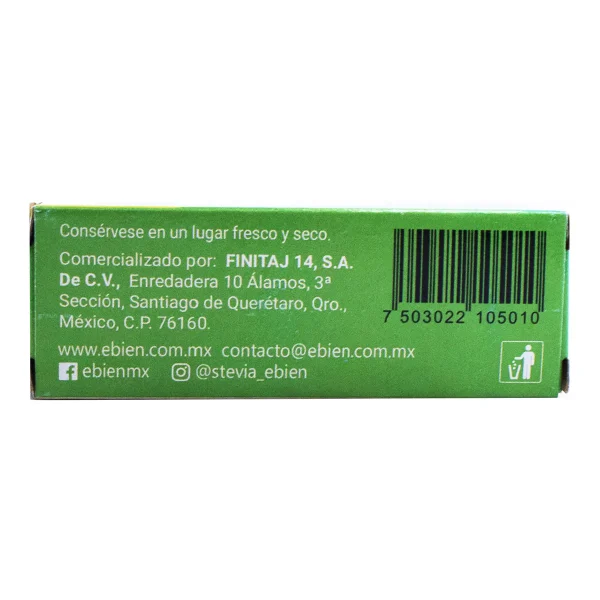 Consérvese en un lugar fresco y seco.
Comercializado por: FINITAJ 14, S.A.
De C.V., Enredadera 10 Álamos, 3ª
Sección, Santiago de Querétaro, Qro.,
México, C.P. 76160.
www.ebien.com.mx contacto@ebien.com.mx
ebienmx @stevia_ebien
7 503022 105010